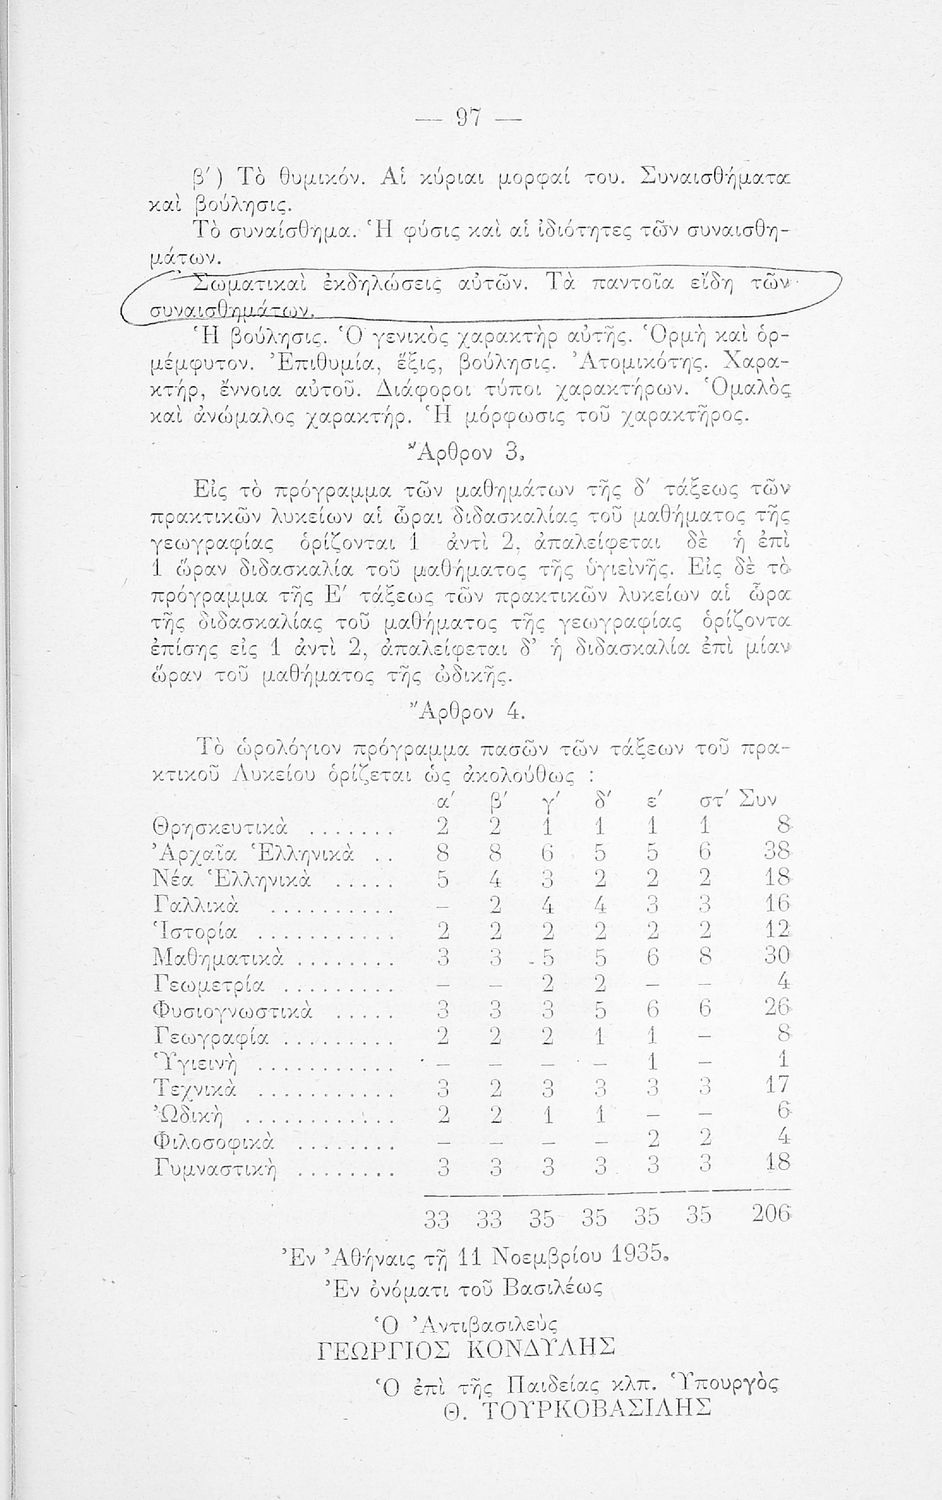 — 97 —
β´) Τὸ θυμικόν. Αἱ κύριαι μορφαί του. Συναισθήματα
καὶ βούλησις.
Τὸ συναίσθημα. Ἡ φύσις καὶ αἱ ἰδιότητες τῶν συναισθη-
μάτων.
Σωματικαὶ ἐκδηλώσεις αὐτῶν. Τὰ παντοῖα εἴδη τῶν
συναισθημάτων.
Ἡ βούλησις. Ὁ γενικὸς χαρακτὴρ αὐτῆς. Ὁρμὴ καὶ ὁρ-
μέμφυτον. Ἐπιθυμία, ἕξις, βούλησις. Ἀτομικότης. Χαρα-
κτήρ, ἔννοια αὐτοῦ. Διάφοροι τύποι χαρακτήρων. Ὁμαλὸς
καὶ ἀνώμαλος χαρακτήρ. Ἡ μόρφωσις τοῦ χαρακτῆρος.
Ἄρθρον 3.
Εἰς τὸ πρόγραμμα τῶν μαθημάτων τῆς δ´ τάξεως τῶν
πρακτικῶν λυκείων αἱ ὧραι διδασκαλίας τοῦ μαθήματος τῆς
γεωγραφίας ὁρίζονται 1 ἀντὶ 2, ἀπαλείφεται δὲ ἡ ἐπὶ
1 ὥραν διδασκαλία τοῦ μαθήματος τῆς ὑγιεινῆς. Εἰς δὲ τὸ
πρόγραμμα τῆς Ε´ τάξεως τῶν πρακτικῶν λυκείων αἱ ὧρα
τῆς διδασκαλίας τοῦ μαθήματος τῆς γεωγραφίας ὁρίζοντα
ἐπίσης εἰς 1 ἀντὶ 2, ἀπαλείφεται δ᾽ ἡ διδασκαλία ἐπὶ μίαν
ὥραν τοῦ μαθήματος τῆς ὠδικῆς.
Ἄρθρον 4.
Τὸ ὡρολόγιον πρόγραμμα πασῶν τῶν τάξεων τοῦ πρα-
κτικοῦ Λυκείου ὁρίζεται ὡς ἀκολούθως :
α´ β´ γ´ δ´ ε´ στ´ Συν
Θρησκευτικὰ ....... 2 2 1 1 1 1 8
Ἀρχαῖα Ἑλληνικὰ .. 8 8 6 5 5 6 38
Νέα Ἑλληνικὰ ..... 5 4 3 2 2 2 18
Γαλλικὰ .......... – 2 4 4 3 3 16
Ἱστορία ........... 2 2 2 2 2 2 12
Μαθηματικὰ ........ 3 3 5 5 6 8 30
Γεωμετρία ......... – – 2 2 – – 4
Φυσιογνωστικὰ ..... 3 3 3 5 6 6 26
Γεωγραφία ......... 2 2 2 1 1 – 8
Ὑγιεινὴ ........... – – – – 1 – 1
Τεχνικὰ ........... 3 2 3 3 3 3 17
Ὠδικὴ ............ 2 2 1 1 – – 6
Φιλοσοφικὰ ........ – – – – 2 2 4
Γυμναστικὴ ........ 3 3 3 3 3 3 18
33 33 35 35 35 35 206
Ἐν Ἀθήναις τῇ 11 Νοεμβρίου 1935.
Ἐν ὀνόματι τοῦ Βασιλέως
Ὁ Ἀντιβασιλεὺς
ΓΕΩΡΓΙΟΣ ΚΟΝΔΥΛΗΣ
Ὁ ἐπὶ τῆς Παιδείας κλπ. Ὑπουργὸς
Θ. ΤΟΥΡΚΟΒΑΣΙΛΗΣ